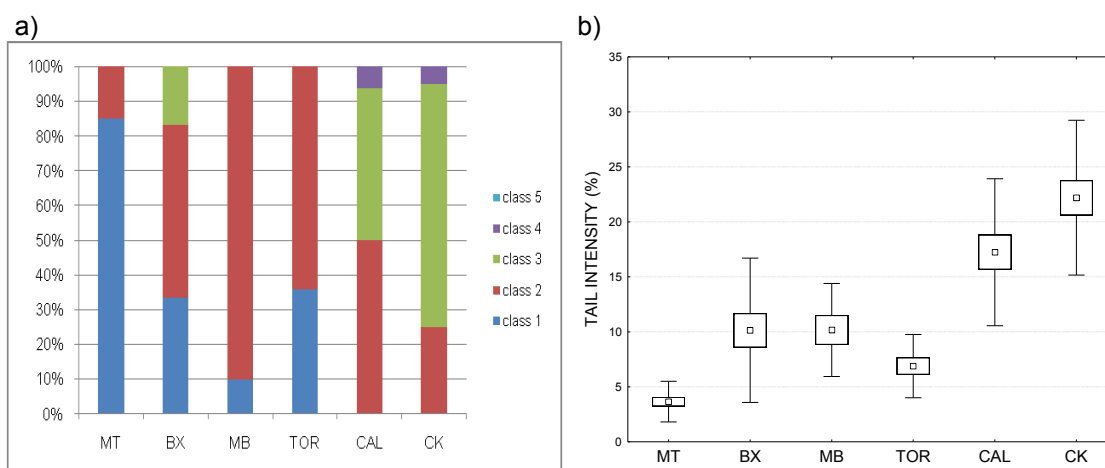 a)
100%
90%
80%
70%
60%
50%
40%
30%
20%
10%
0%
MT BX MB TOR CAL CK
class 5
class 4
class 3
class 2
class 1
b)
TAIL INTENSITY (%)
35
30
25
20
15
10
5
0
MT BX MB TOR CAL CK